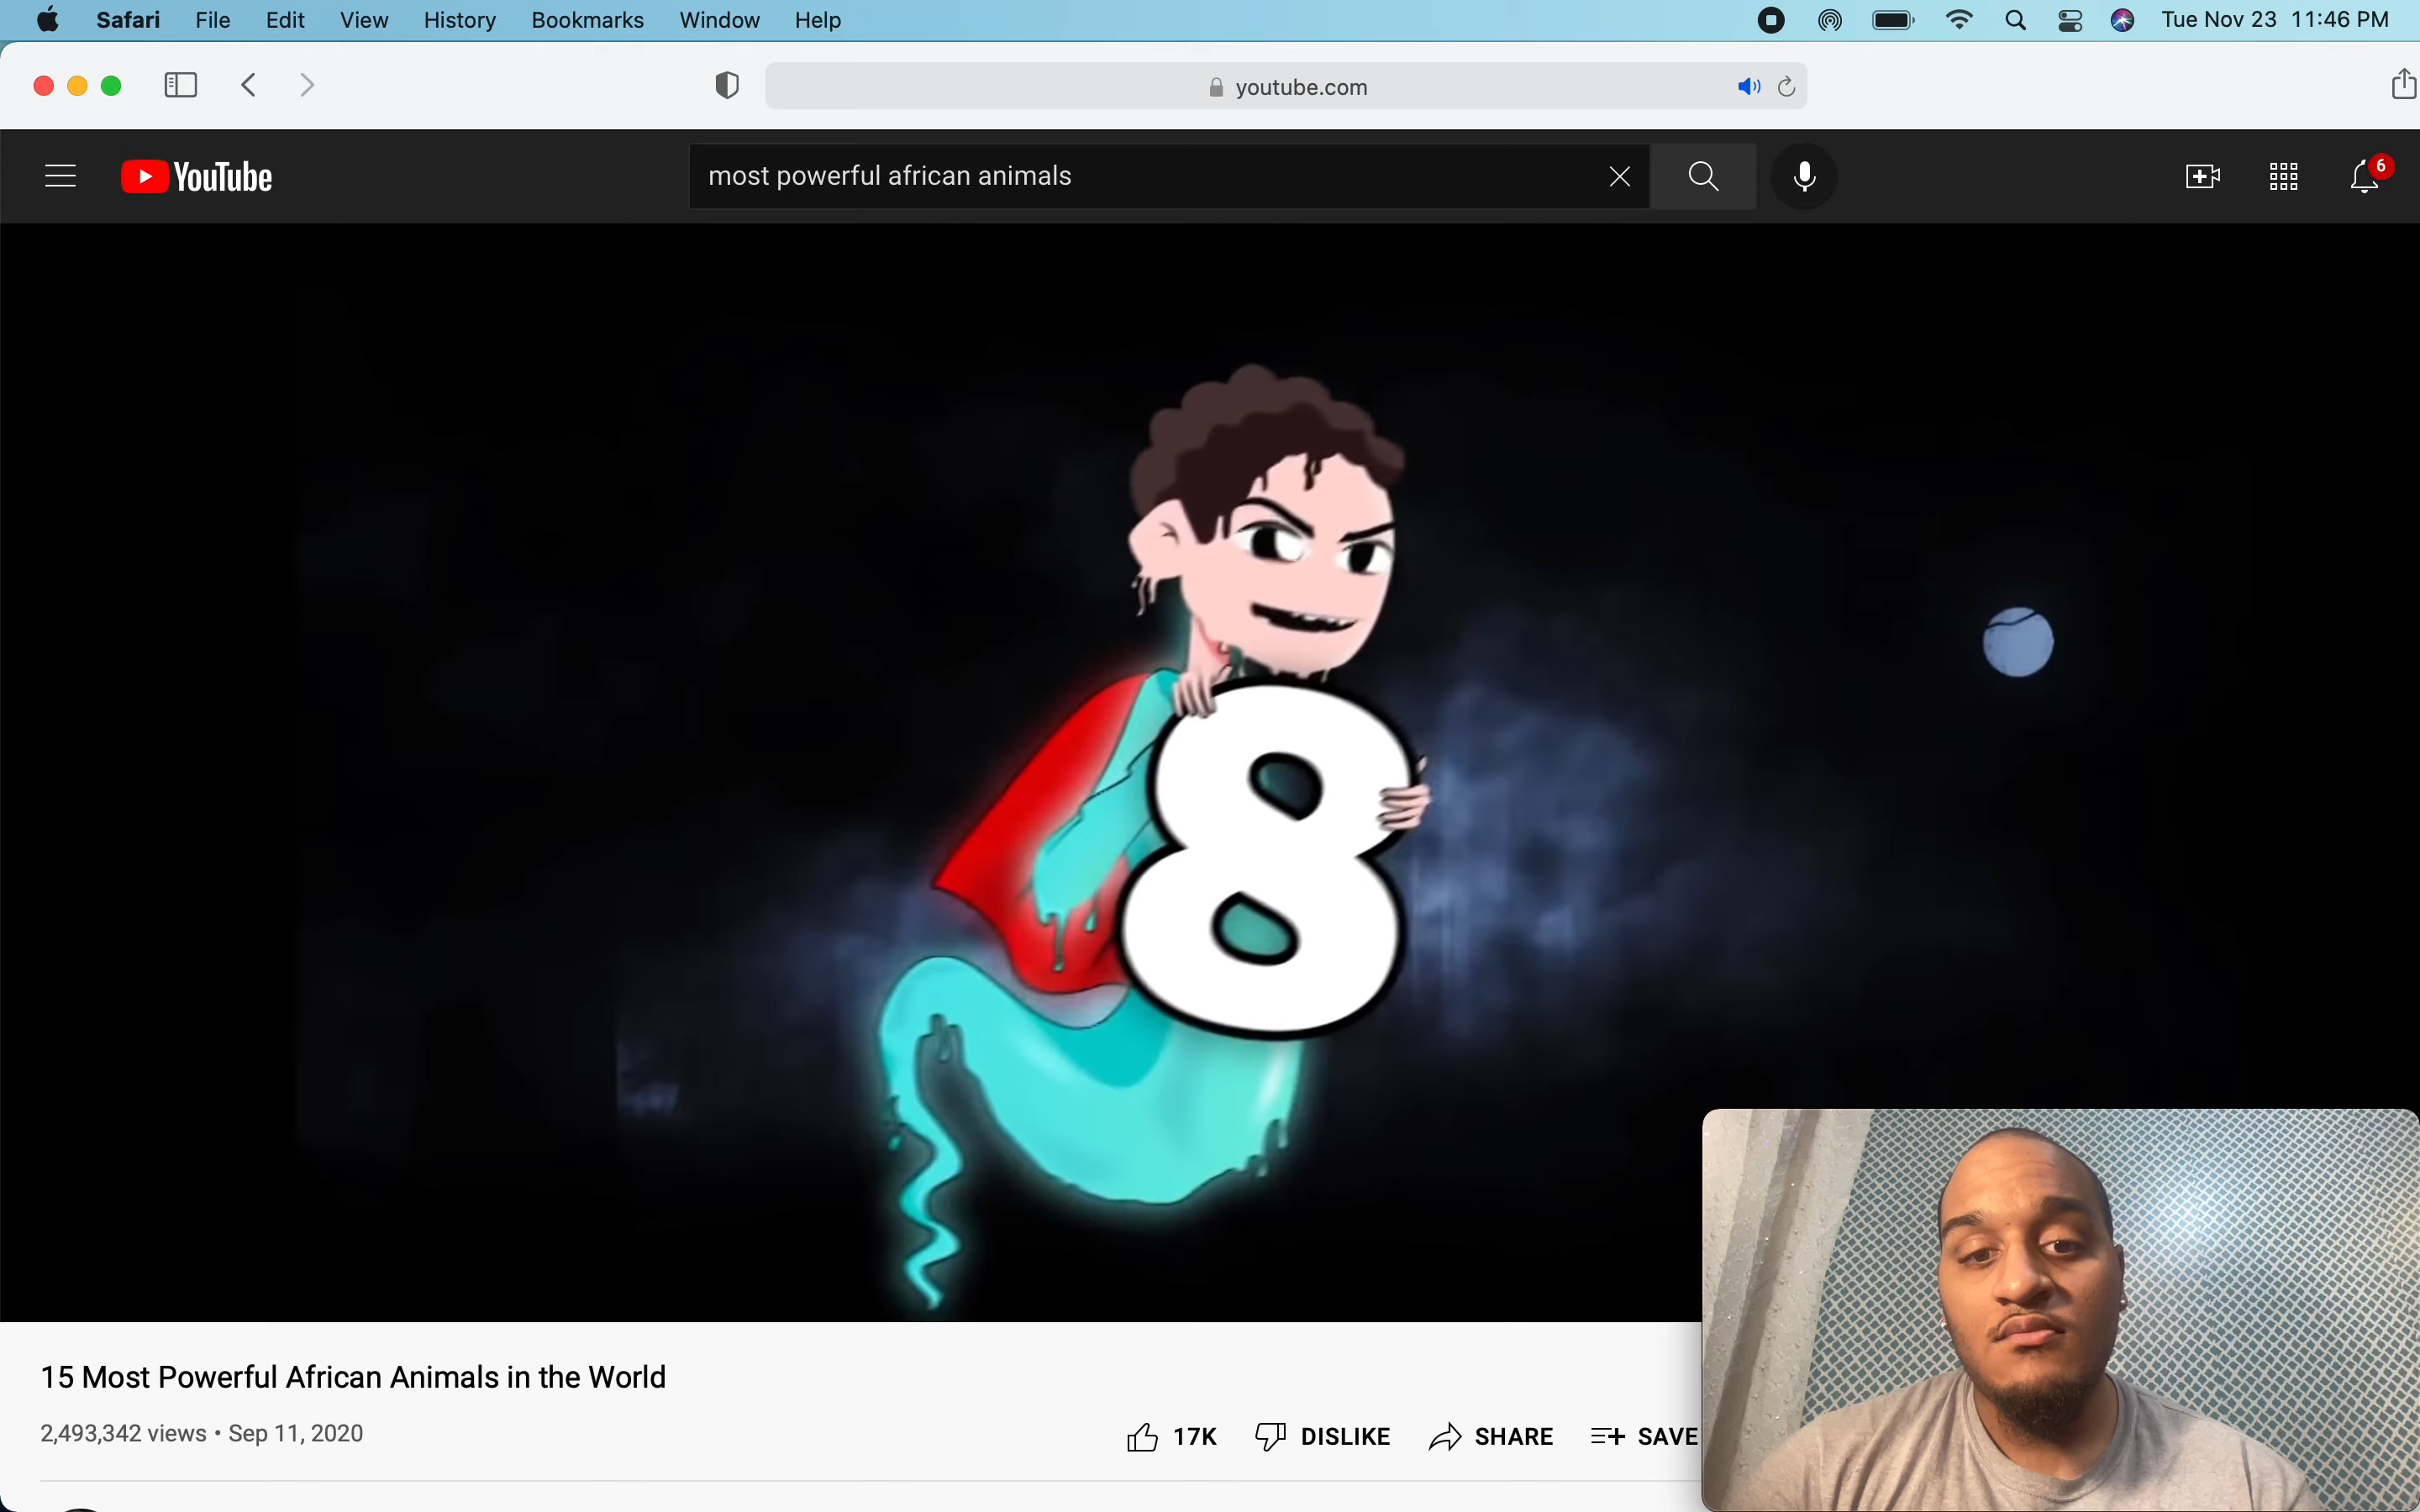 Safari File Edit View History Bookmarks Window Help Tue Nov 23 11:46 PM
youtube.com
YouTube most powerful african animals 6
8
15 Most Powerful African Animals in the World
2,493,342 views • Sep 11, 2020 17K DISLIKE SHARE SAVE